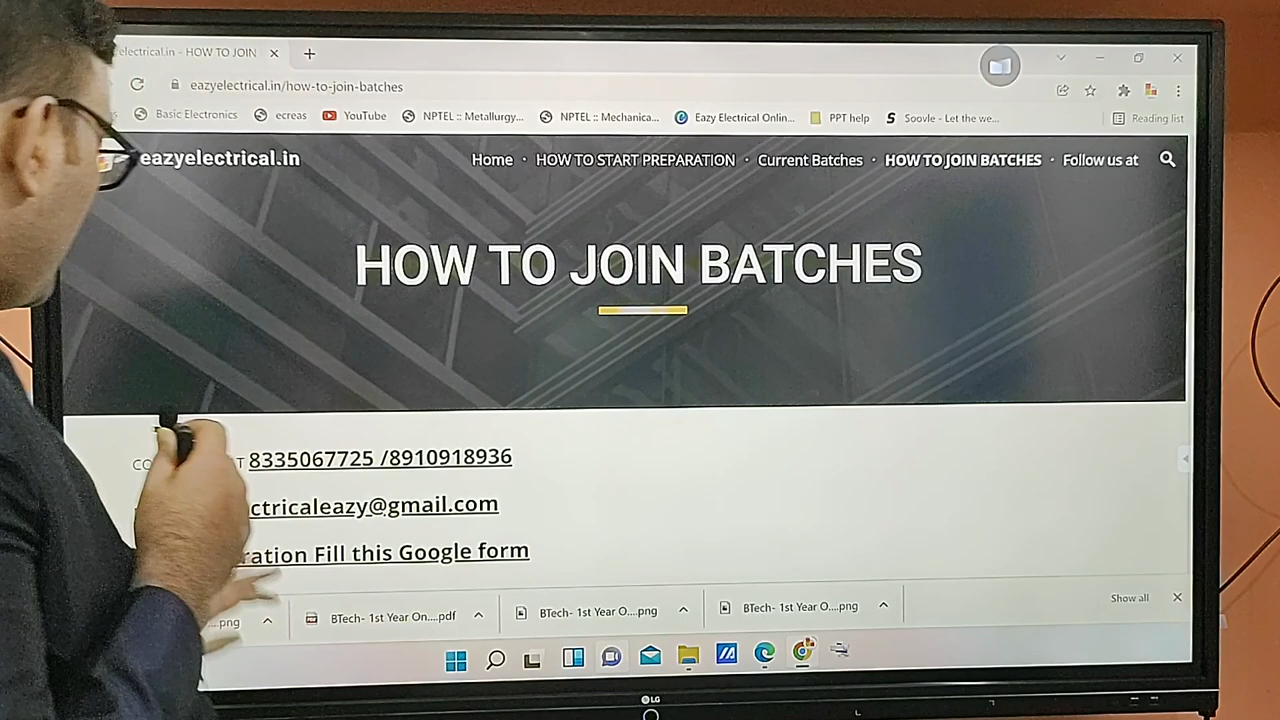 electrical.in - HOW TO JOIN
eazyelectrical.in/how-to-join-batches
Basic Electronics ecreas YouTube NPTEL :: Metallurgy... NPTEL :: Mechanica... Eazy Electrical Onlin... PPT help Soovle - Let the we... Reading list
eazyelectrical.in Home · HOW TO START PREPARATION · Current Batches · HOW TO JOIN BATCHES · Follow us at
HOW TO JOIN BATCHES
8335067725 /8910918936
ctricaleazy@gmail.com
ration Fill this Google form
....png BTech- 1st Year On....pdf BTech- 1st Year O....png BTech- 1st Year O....png Show all
LG